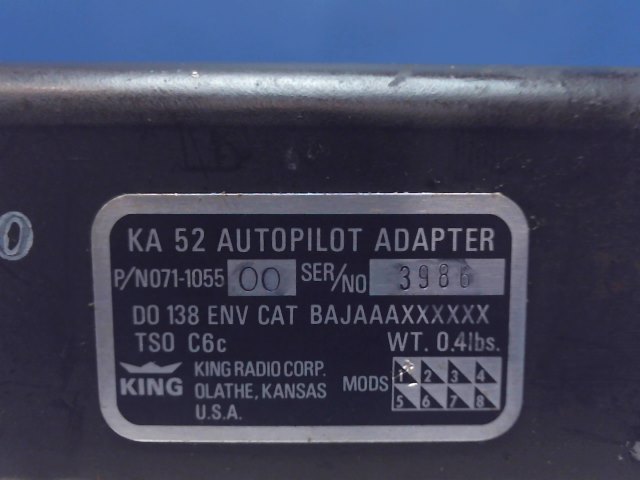 0
KA 52 AUTOPILOT ADAPTER
P/N071-1055 00 SER/NO 3986
DO 138 ENV CAT BAJAAAXXXXXX
TSO C6c WT. 0.4lbs.
KING KING RADIO CORP.
OLATHE, KANSAS
U.S.A.
MODS 1 2 3 4
5 6 7 8